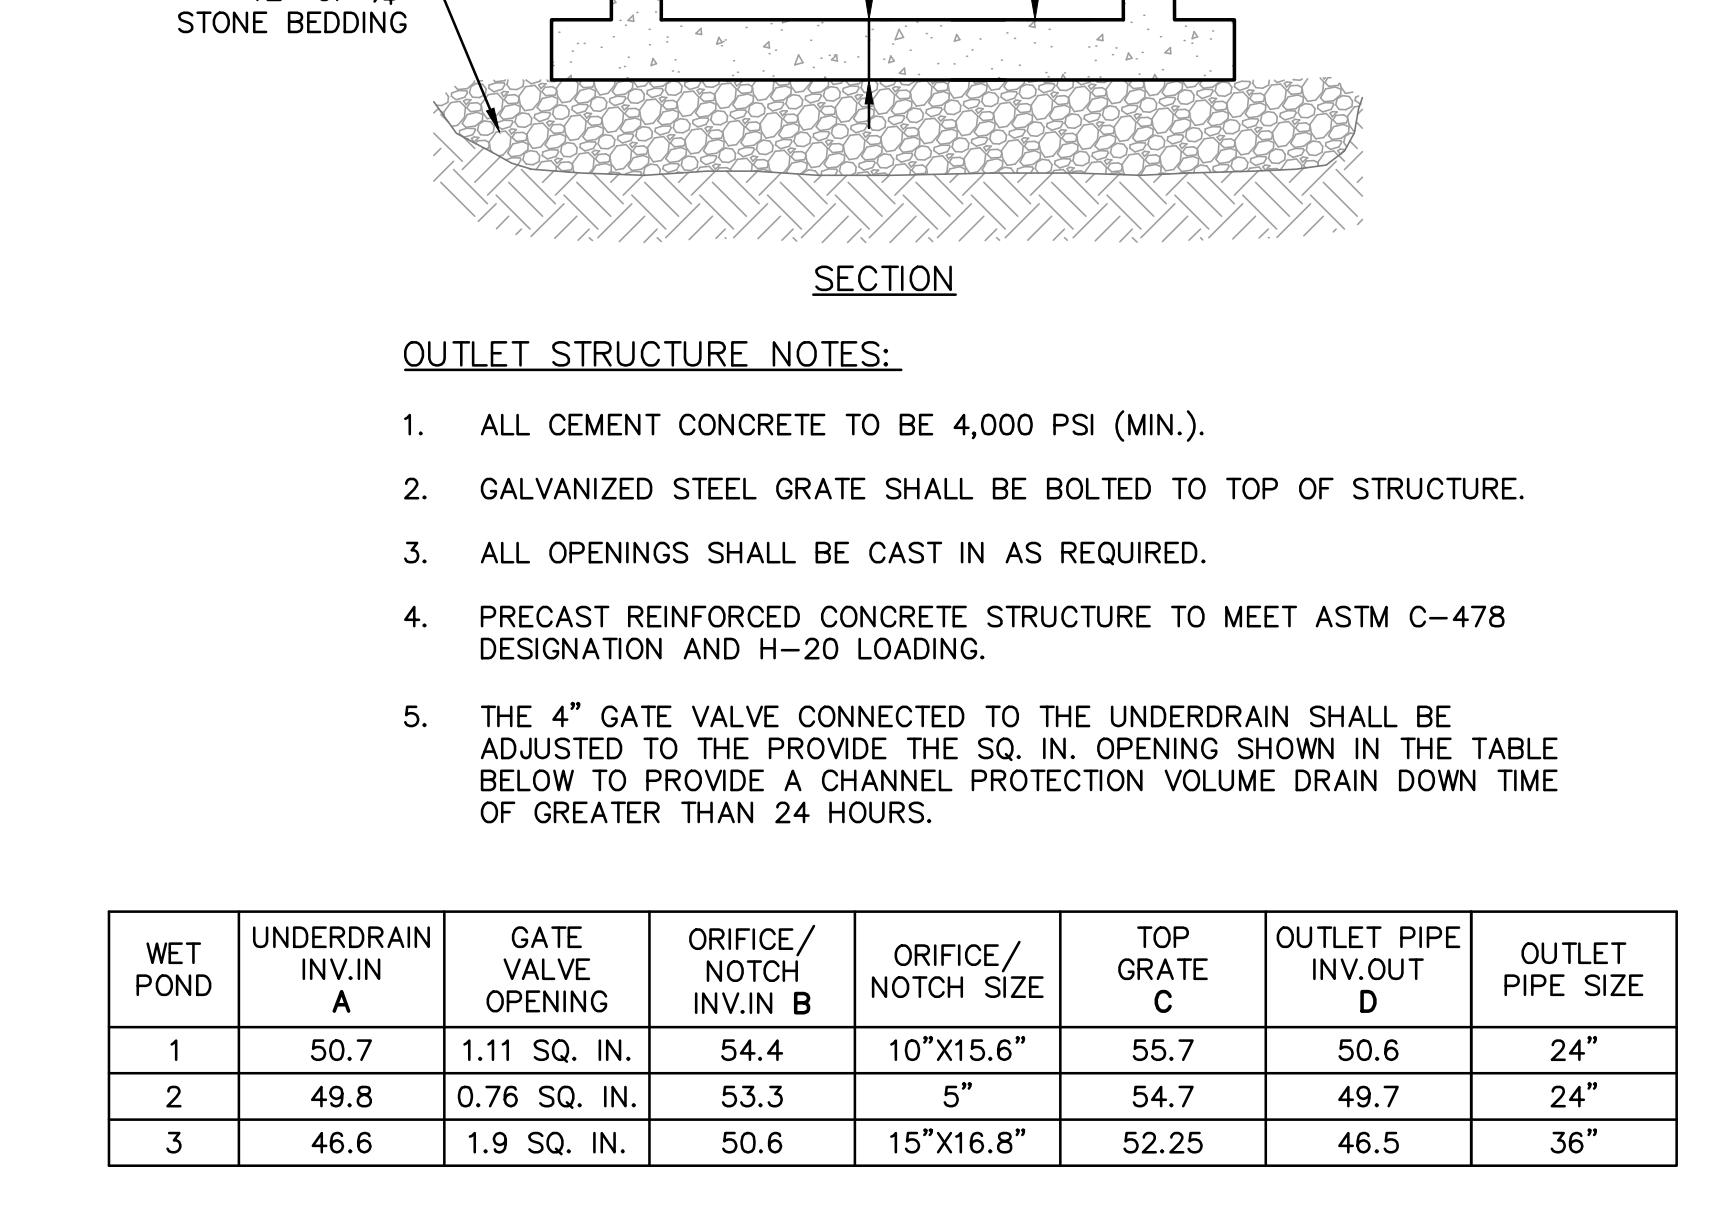 STONE BEDDING
SECTION
OUTLET STRUCTURE NOTES:
1. ALL CEMENT CONCRETE TO BE 4,000 PSI (MIN.).
2. GALVANIZED STEEL GRATE SHALL BE BOLTED TO TOP OF STRUCTURE.
3. ALL OPENINGS SHALL BE CAST IN AS REQUIRED.
4. PRECAST REINFORCED CONCRETE STRUCTURE TO MEET ASTM C-478
DESIGNATION AND H-20 LOADING.
5. THE 4" GATE VALVE CONNECTED TO THE UNDERDRAIN SHALL BE
ADJUSTED TO THE PROVIDE THE SQ. IN. OPENING SHOWN IN THE TABLE
BELOW TO PROVIDE A CHANNEL PROTECTION VOLUME DRAIN DOWN TIME
OF GREATER THAN 24 HOURS.
WET
POND
UNDERDRAIN
INV.IN
A
GATE
VALVE
OPENING
ORIFICE/
NOTCH
INV.IN B
ORIFICE/
NOTCH SIZE
TOP
GRATE
C
OUTLET PIPE
INV.OUT
D
OUTLET
PIPE SIZE
1 50.7 1.11 SQ. IN. 54.4 10"X15.6" 55.7 50.6 24"
2 49.8 0.76 SQ. IN. 53.3 5" 54.7 49.7 24"
3 46.6 1.9 SQ. IN. 50.6 15"X16.8" 52.25 46.5 36"